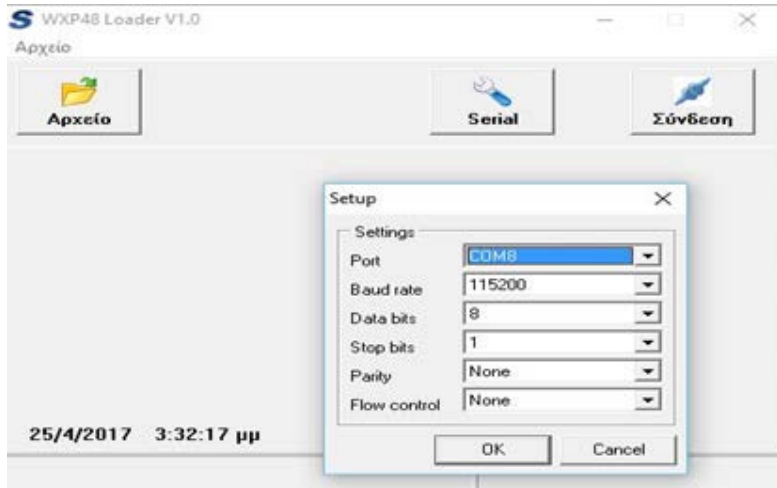 WXP48 Loader V1.0
Αρχείο
Αρχείο
Serial
Σύνδεση
Setup
Settings
Port COM8
Baud rate 115200
Data bits 8
Stop bits 1
Parity None
Flow control None
25/4/2017 3:32:17 μμ
OK Cancel